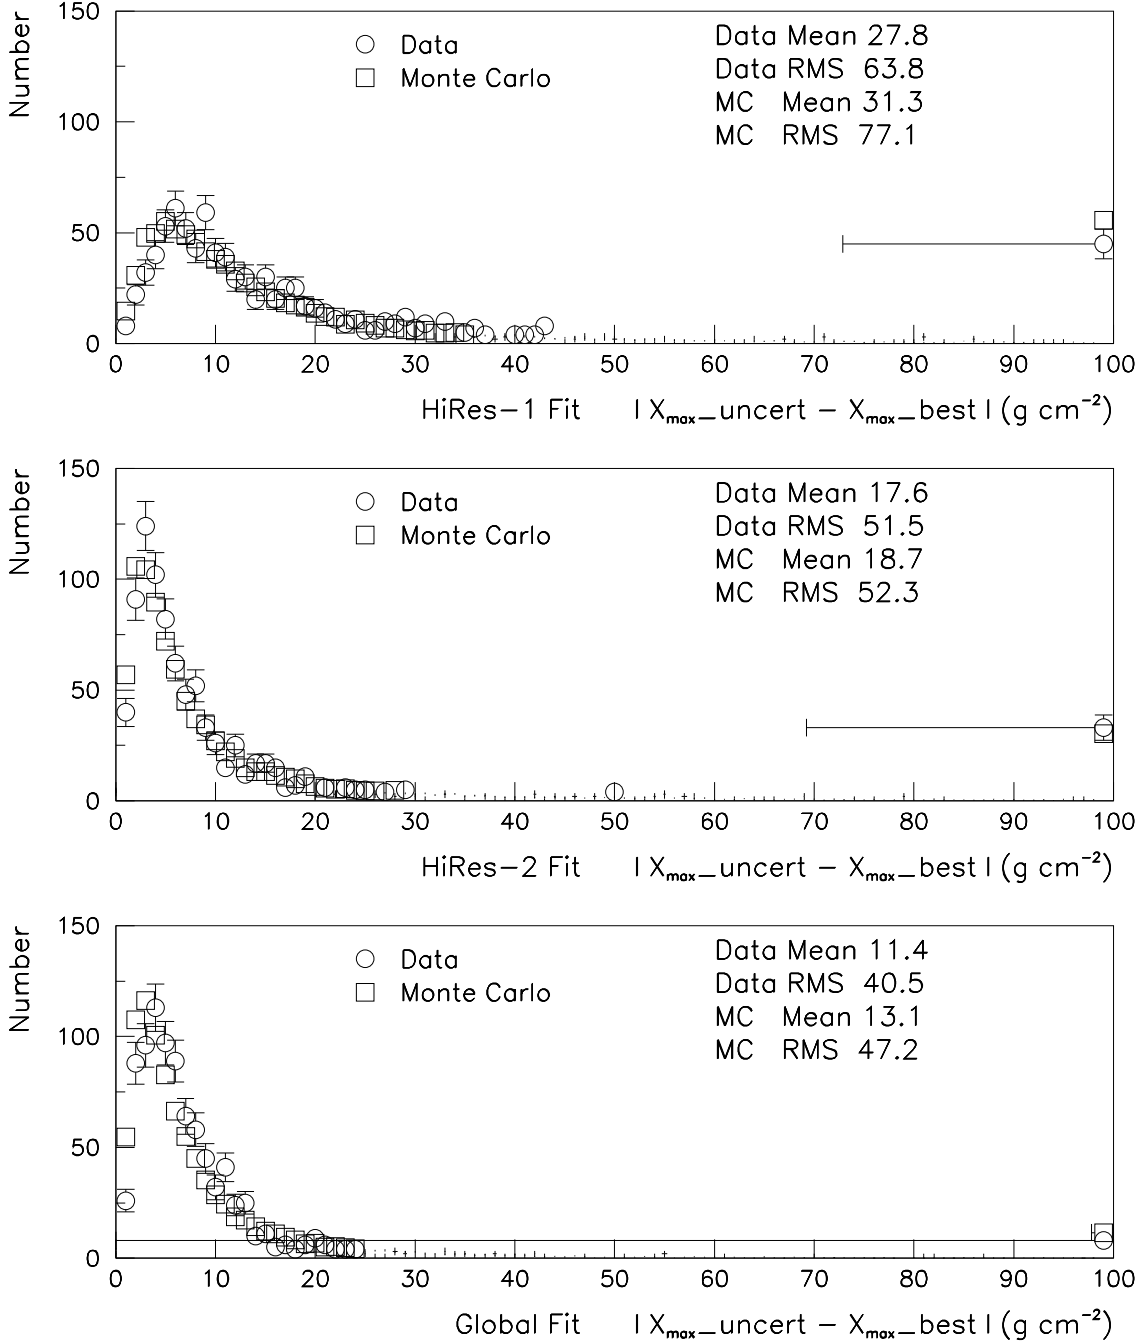 150
100
50
0
Number
Data
Monte Carlo
Data Mean 27.8
Data RMS 63.8
MC Mean 31.3
MC RMS 77.1
0 10 20 30 40 50 60 70 80 90 100
HiRes-1 Fit | Xmax_uncert - Xmax_best | (g cm⁻²)
150
100
50
0
Number
Data
Monte Carlo
Data Mean 17.6
Data RMS 51.5
MC Mean 18.7
MC RMS 52.3
0 10 20 30 40 50 60 70 80 90 100
HiRes-2 Fit | Xmax_uncert - Xmax_best | (g cm⁻²)
150
100
50
0
Number
Data
Monte Carlo
Data Mean 11.4
Data RMS 40.5
MC Mean 13.1
MC RMS 47.2
0 10 20 30 40 50 60 70 80 90 100
Global Fit | Xmax_uncert - Xmax_best | (g cm⁻²)